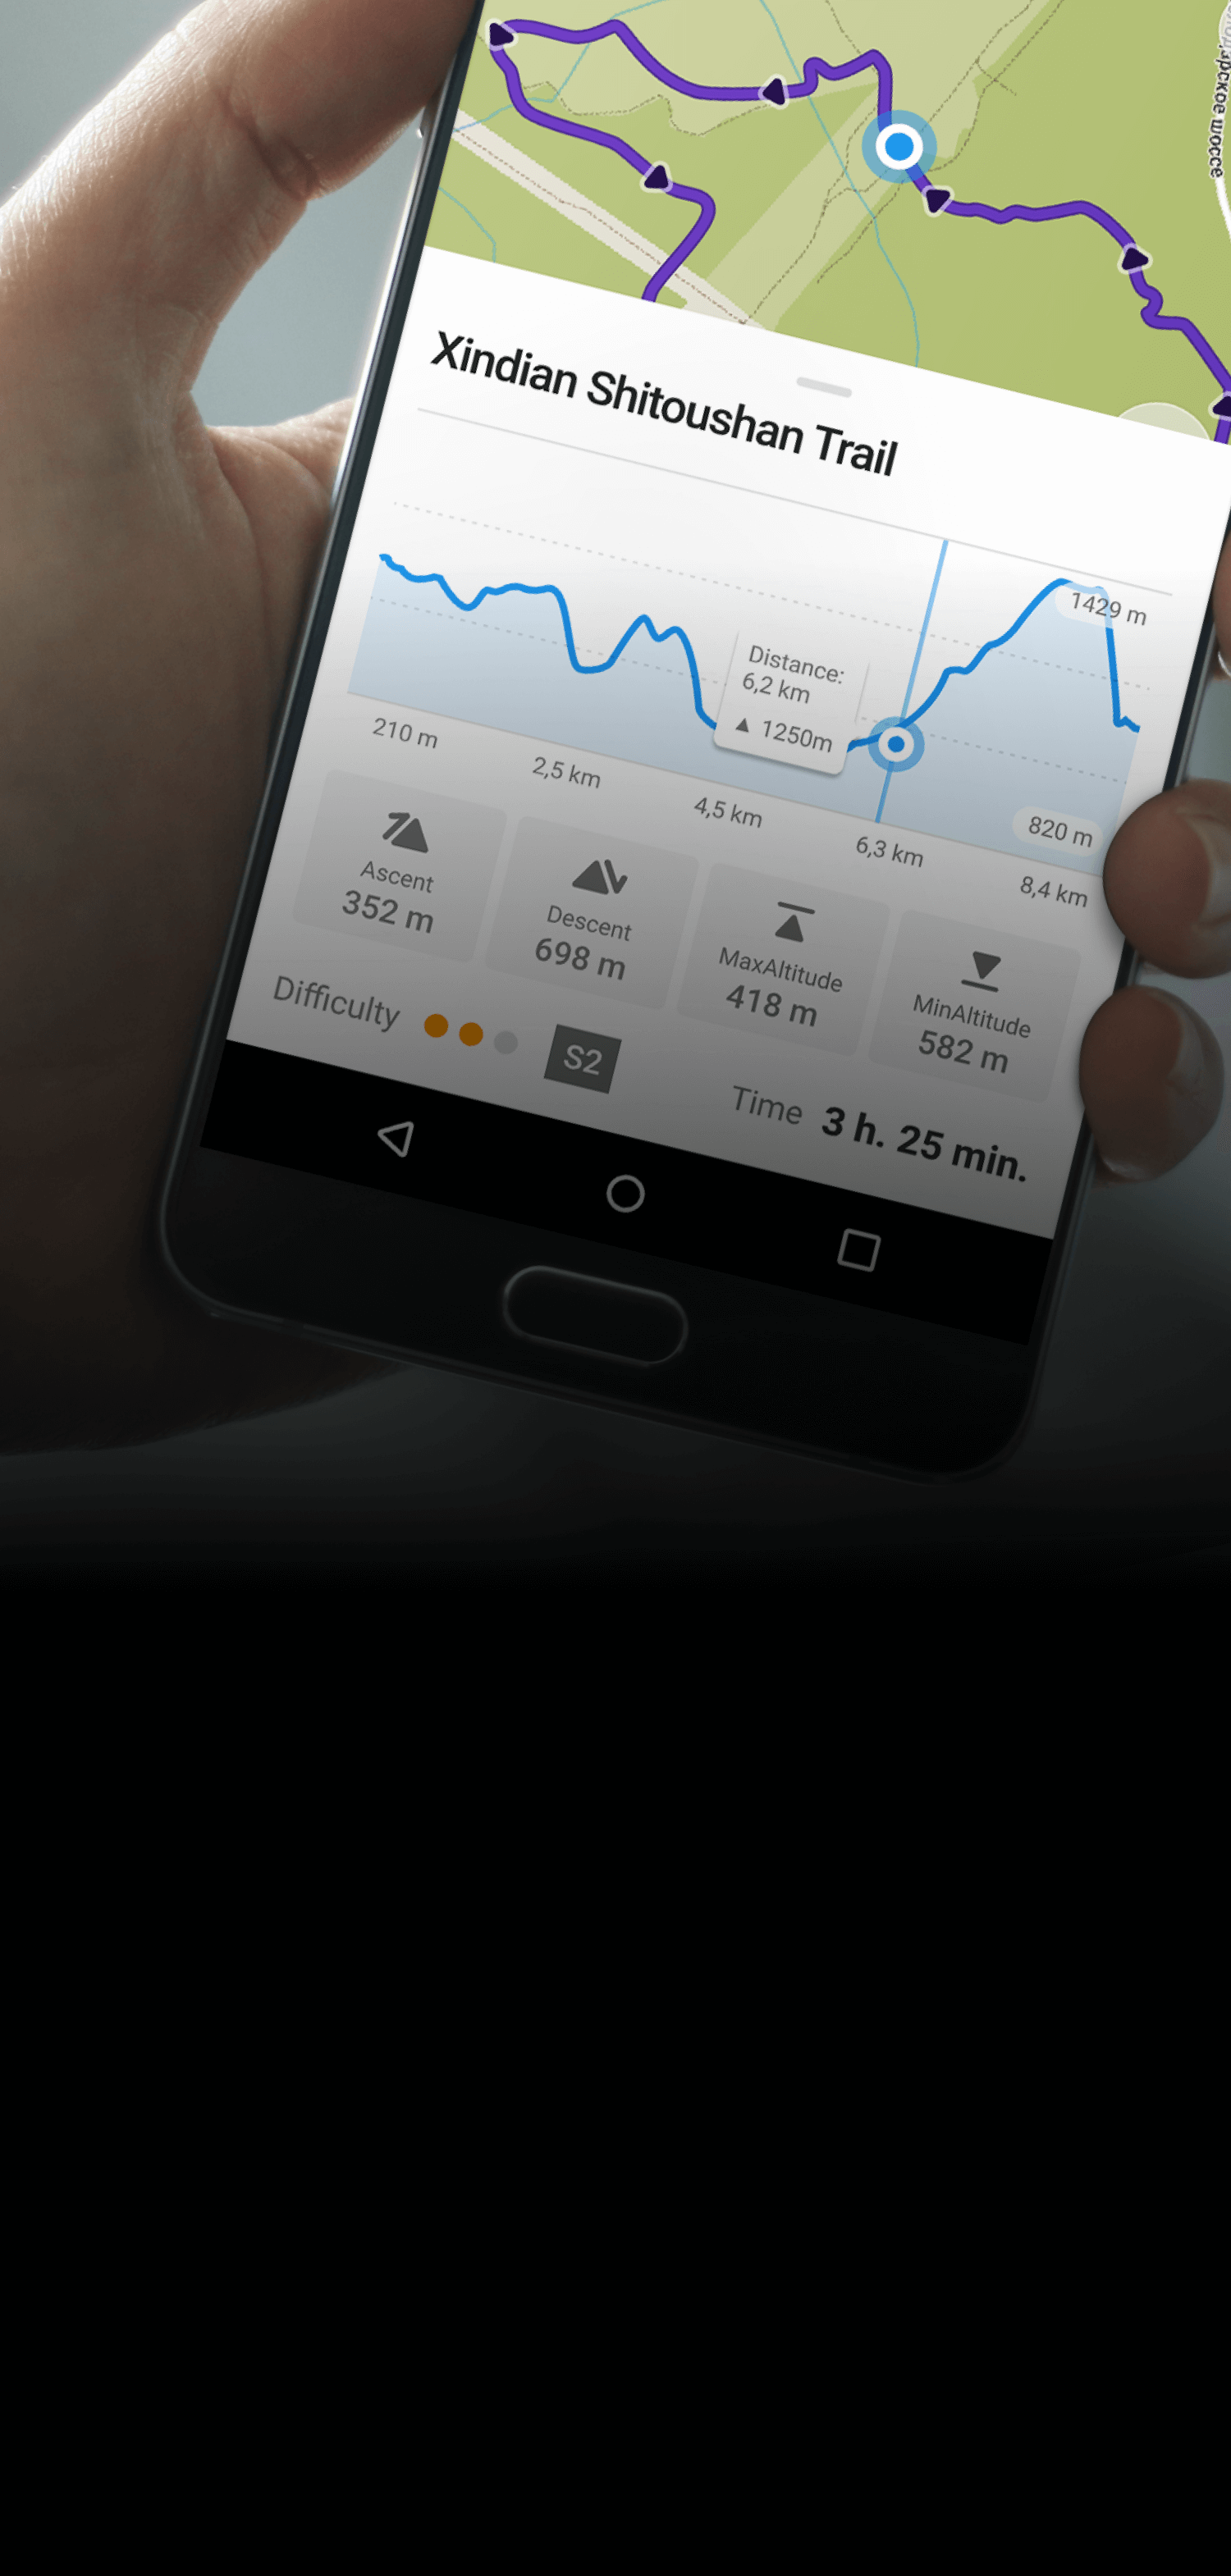 шоссе
Xindian Shitoushan Trail
1429 m
Distance:
6,2 km
▲ 1250m
820 m
210 m
2,5 km
4,5 km
6,3 km
8,4 km
Ascent
352 m
Descent
698 m
MaxAltitude
418 m
MinAltitude
582 m
Difficulty
S2
Time 3 h. 25 min.